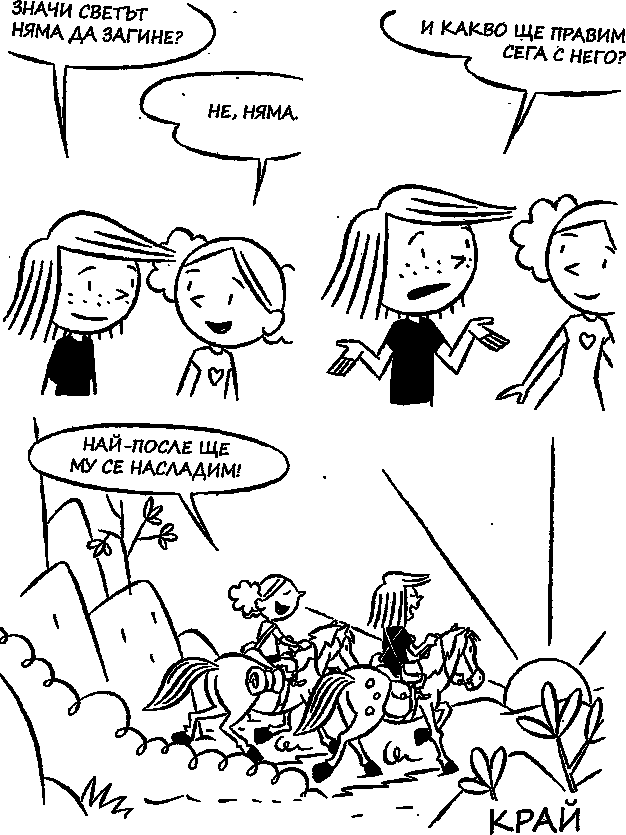 ЗНАЧИ СВЕТЪТ
НЯМА ДА ЗАГИНЕ?
НЕ, НЯМА.
И КАКВО ЩЕ ПРАВИМ
СЕГА С НЕГО?
НАЙ-ПОСЛЕ ЩЕ
МУ СЕ НАСЛАДИМ!
КРАЙ